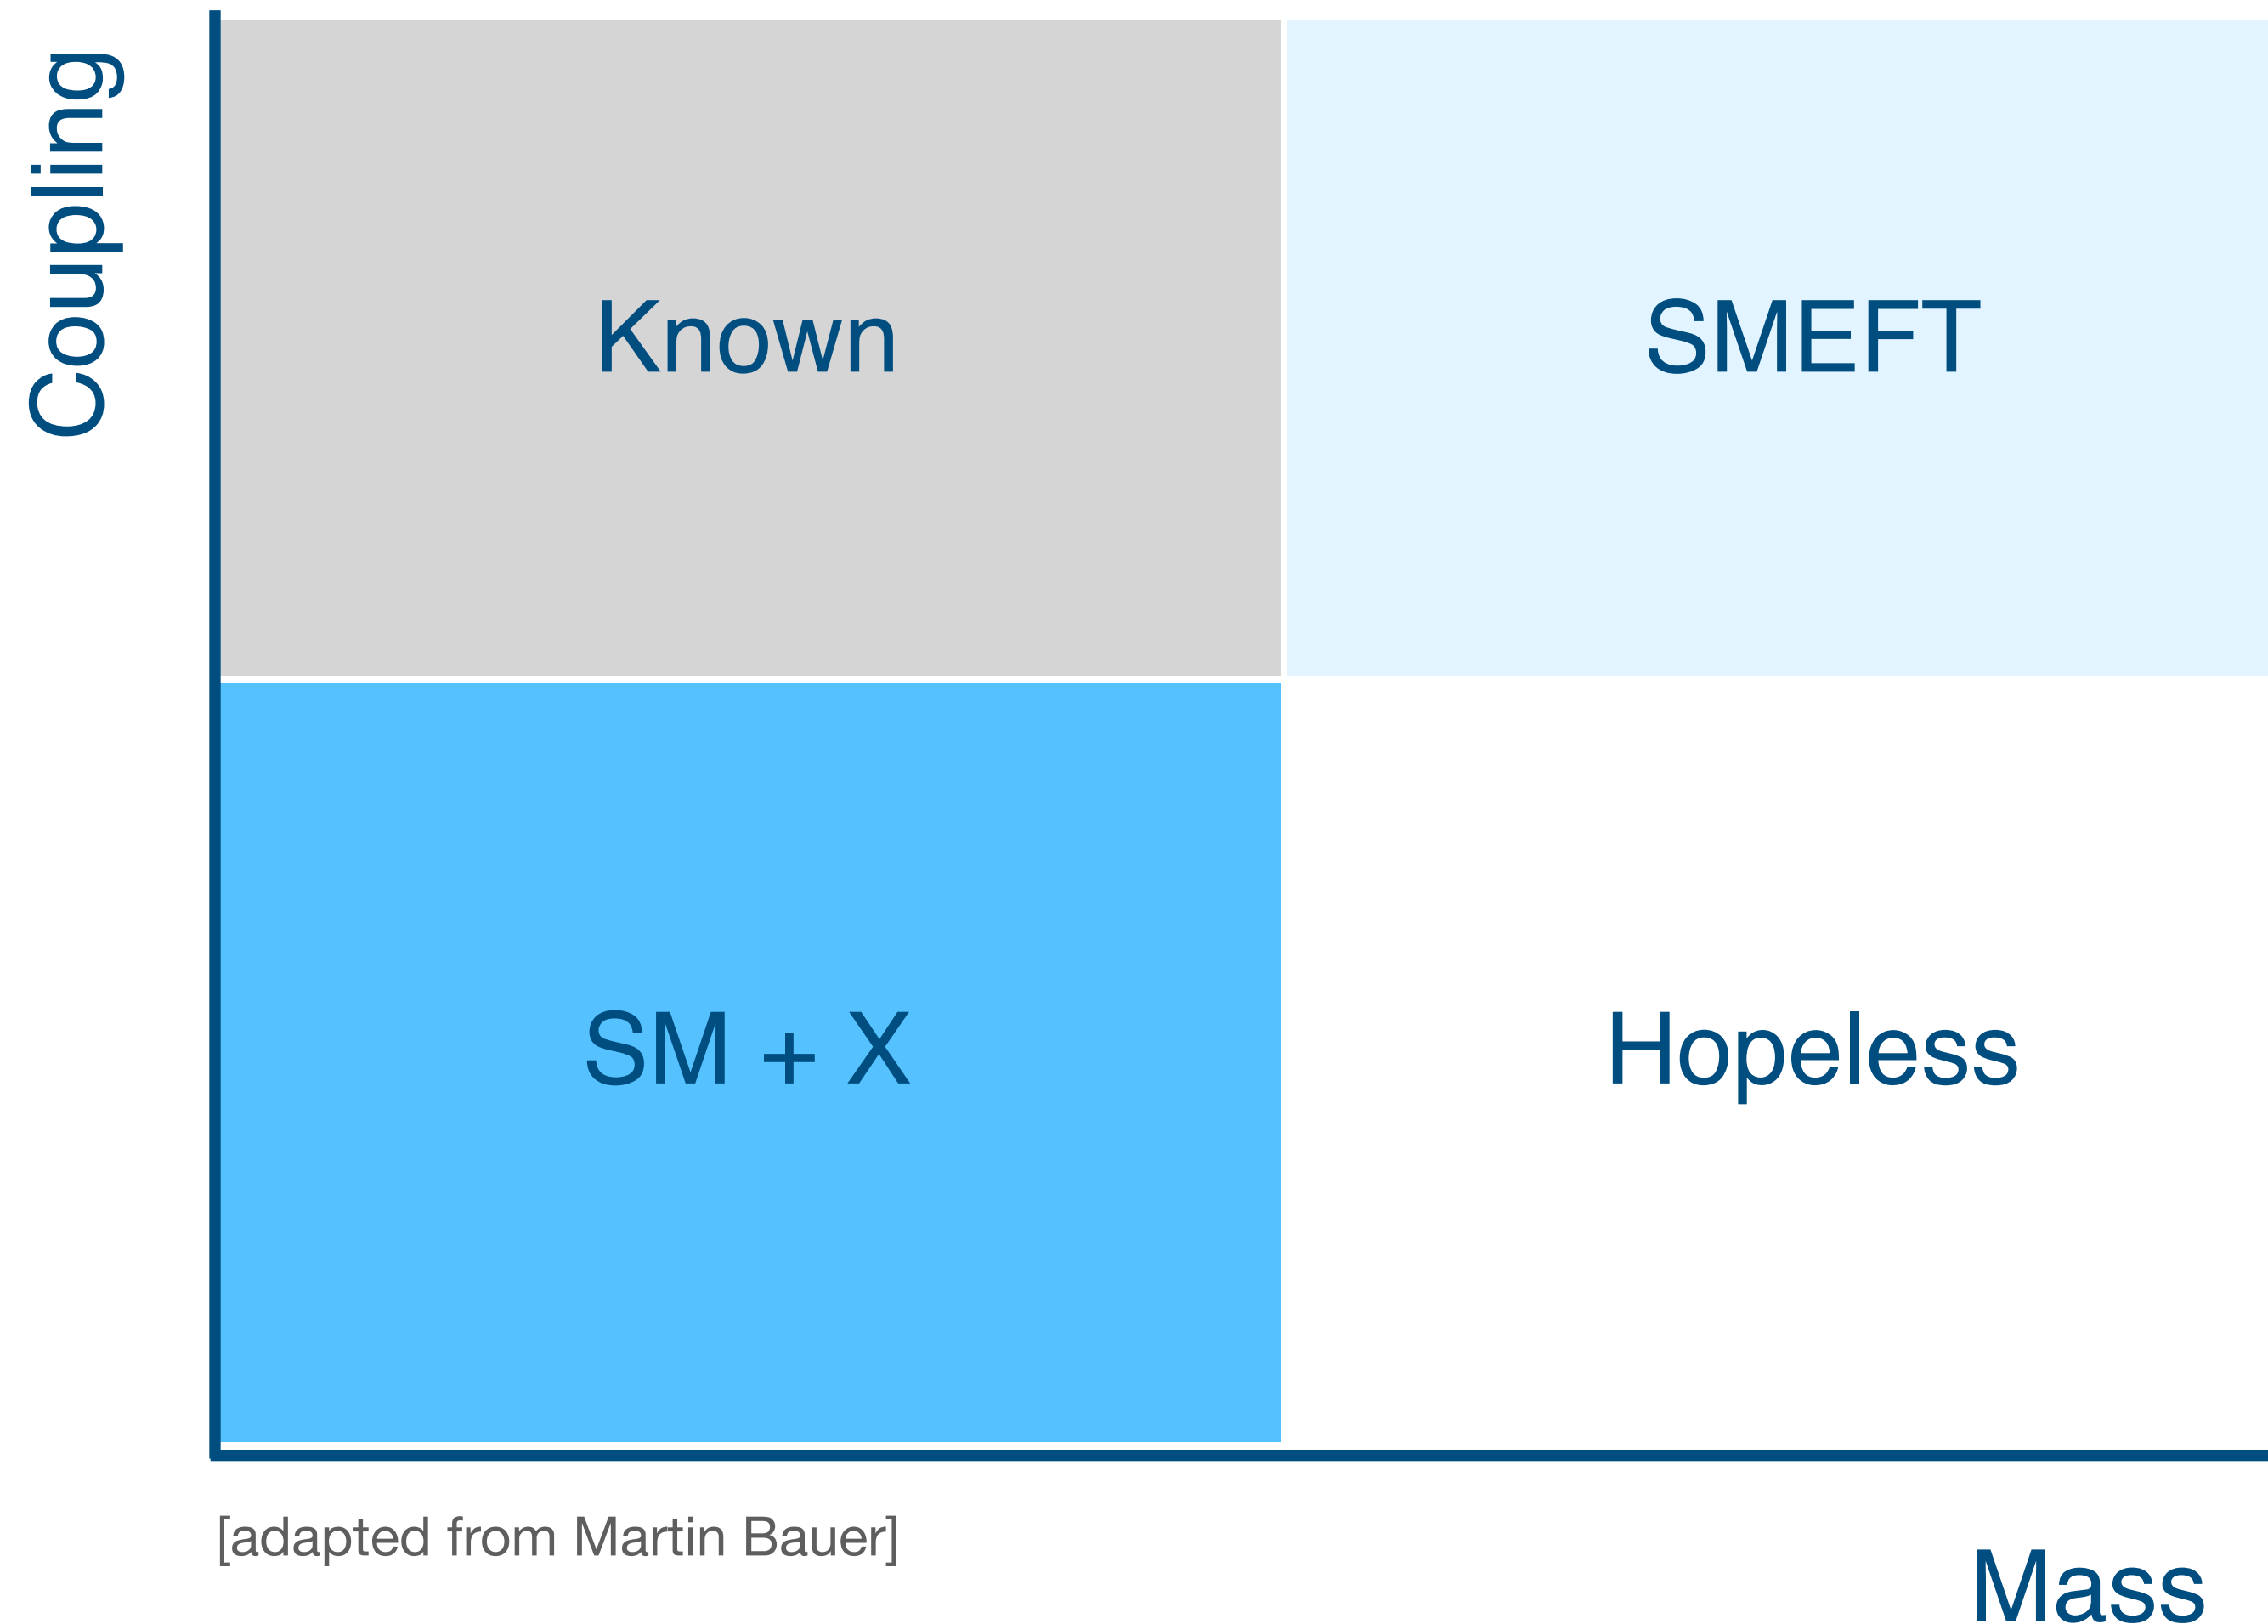 Coupling
Known
SMEFT
SM + X
Hopeless
[adapted from Martin Bauer]
Mass